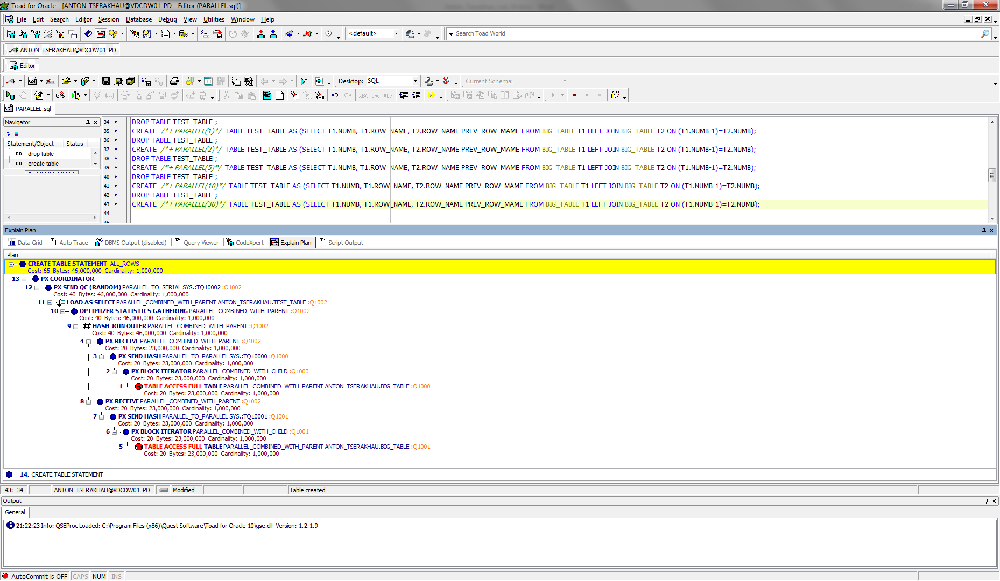 Toad for Oracle - [ANTON_TSERAKHAU@VDCDW01_PD - Editor (PARALLEL.sql)]
File Edit Search Editor Session Database Debug View Utilities Window Help
<default> Search Toad World
ANTON_TSERAKHAU@VDCDW01_PD
Editor
Desktop: SQL Current Schema:
PARALLEL.sql
Navigator
Statement/Object Status
DDL drop table
DDL create table
34 DROP TABLE TEST_TABLE ;
35 CREATE /*+ PARALLEL(1)*/ TABLE TEST_TABLE AS (SELECT T1.NUMB, T1.ROW_NAME, T2.ROW_NAME PREV_ROW_MAME FROM BIG_TABLE T1 LEFT JOIN BIG_TABLE T2 ON (T1.NUMB-1)=T2.NUMB);
36 DROP TABLE TEST_TABLE ;
37 CREATE /*+ PARALLEL(2)*/ TABLE TEST_TABLE AS (SELECT T1.NUMB, T1.ROW_NAME, T2.ROW_NAME PREV_ROW_MAME FROM BIG_TABLE T1 LEFT JOIN BIG_TABLE T2 ON (T1.NUMB-1)=T2.NUMB);
38 DROP TABLE TEST_TABLE ;
39 CREATE /*+ PARALLEL(5)*/ TABLE TEST_TABLE AS (SELECT T1.NUMB, T1.ROW_NAME, T2.ROW_NAME PREV_ROW_MAME FROM BIG_TABLE T1 LEFT JOIN BIG_TABLE T2 ON (T1.NUMB-1)=T2.NUMB);
40 DROP TABLE TEST_TABLE ;
41 CREATE /*+ PARALLEL(10)*/ TABLE TEST_TABLE AS (SELECT T1.NUMB, T1.ROW_NAME, T2.ROW_NAME PREV_ROW_MAME FROM BIG_TABLE T1 LEFT JOIN BIG_TABLE T2 ON (T1.NUMB-1)=T2.NUMB);
42 DROP TABLE TEST_TABLE ;
43 CREATE /*+ PARALLEL(30)*/ TABLE TEST_TABLE AS (SELECT T1.NUMB, T1.ROW_NAME, T2.ROW_NAME PREV_ROW_MAME FROM BIG_TABLE T1 LEFT JOIN BIG_TABLE T2 ON (T1.NUMB-1)=T2.NUMB);
44
45
Explain Plan
Data Grid Auto Trace DBMS Output (disabled) Query Viewer CodeXpert Explain Plan Script Output
Plan
CREATE TABLE STATEMENT ALL_ROWS
Cost: 65 Bytes: 46,000,000 Cardinality: 1,000,000
13 PX COORDINATOR
12 PX SEND QC (RANDOM) PARALLEL_TO_SERIAL SYS.:TQ10002 :Q1002
Cost: 40 Bytes: 46,000,000 Cardinality: 1,000,000
11 LOAD AS SELECT PARALLEL_COMBINED_WITH_PARENT ANTON_TSERAKHAU.TEST_TABLE :Q1002
10 OPTIMIZER STATISTICS GATHERING PARALLEL_COMBINED_WITH_PARENT :Q1002
Cost: 40 Bytes: 46,000,000 Cardinality: 1,000,000
9 HASH JOIN OUTER PARALLEL_COMBINED_WITH_PARENT :Q1002
Cost: 40 Bytes: 46,000,000 Cardinality: 1,000,000
4 PX RECEIVE PARALLEL_COMBINED_WITH_PARENT :Q1002
Cost: 20 Bytes: 23,000,000 Cardinality: 1,000,000
3 PX SEND HASH PARALLEL_TO_PARALLEL SYS.:TQ10000 :Q1000
Cost: 20 Bytes: 23,000,000 Cardinality: 1,000,000
2 PX BLOCK ITERATOR PARALLEL_COMBINED_WITH_CHILD :Q1000
Cost: 20 Bytes: 23,000,000 Cardinality: 1,000,000
1 TABLE ACCESS FULL TABLE PARALLEL_COMBINED_WITH_PARENT ANTON_TSERAKHAU.BIG_TABLE :Q1000
Cost: 20 Bytes: 23,000,000 Cardinality: 1,000,000
8 PX RECEIVE PARALLEL_COMBINED_WITH_PARENT :Q1002
Cost: 20 Bytes: 23,000,000 Cardinality: 1,000,000
7 PX SEND HASH PARALLEL_TO_PARALLEL SYS.:TQ10001 :Q1001
Cost: 20 Bytes: 23,000,000 Cardinality: 1,000,000
6 PX BLOCK ITERATOR PARALLEL_COMBINED_WITH_CHILD :Q1001
Cost: 20 Bytes: 23,000,000 Cardinality: 1,000,000
5 TABLE ACCESS FULL TABLE PARALLEL_COMBINED_WITH_PARENT ANTON_TSERAKHAU.BIG_TABLE :Q1001
Cost: 20 Bytes: 23,000,000 Cardinality: 1,000,000
14. CREATE TABLE STATEMENT
43: 34 ANTON_TSERAKHAU@VDCDW01_PD Modified Table created
Output
General
21:22:23 Info: QSEProc Loaded: C:\Program Files (x86)\Quest Software\Toad for Oracle 10\qse.dll Version: 1.2.1.9
AutoCommit is OFF CAPS NUM INS